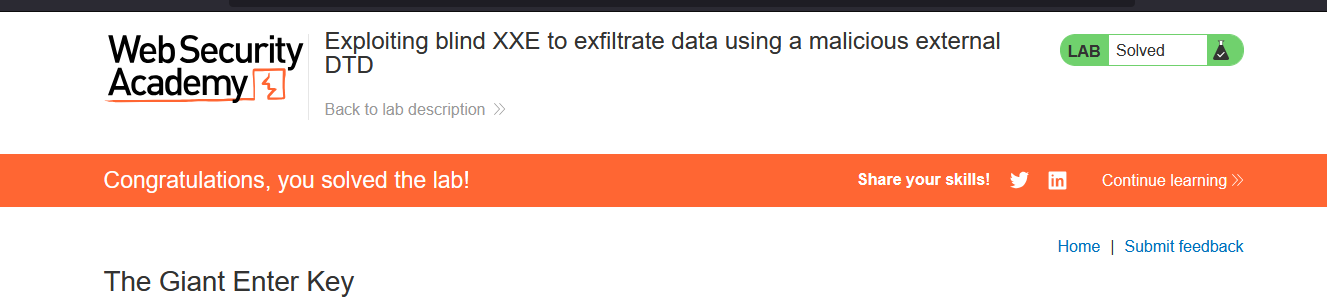 Web Security
Academy
Exploiting blind XXE to exfiltrate data using a malicious external
DTD
Back to lab description
LAB Solved
Congratulations, you solved the lab!
Share your skills!
Continue learning
Home | Submit feedback
The Giant Enter Key